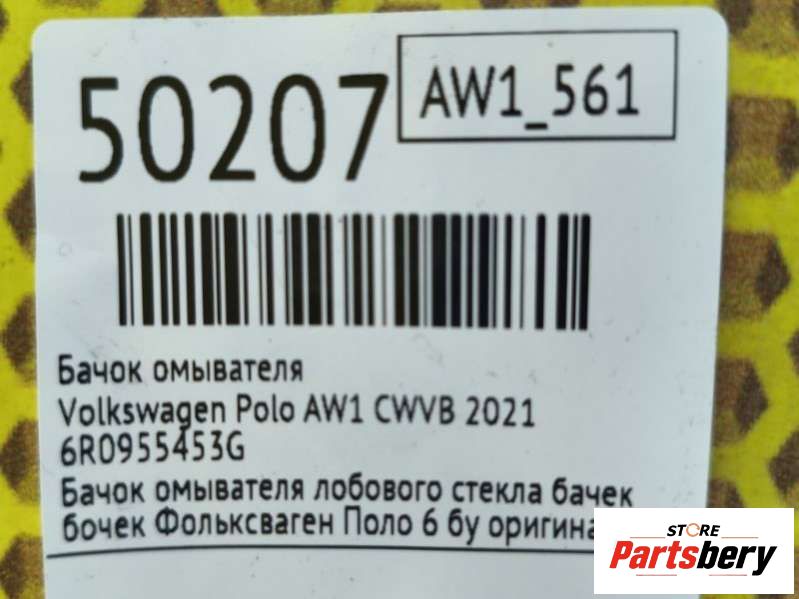 50207
AW1_561
Бачок омывателя
Volkswagen Polo AW1 CWVB 2021
6R0955453G
Бачок омывателя лобового стекла бачек
бочек Фольксваген Поло 6 бу
STORE
Partsbery